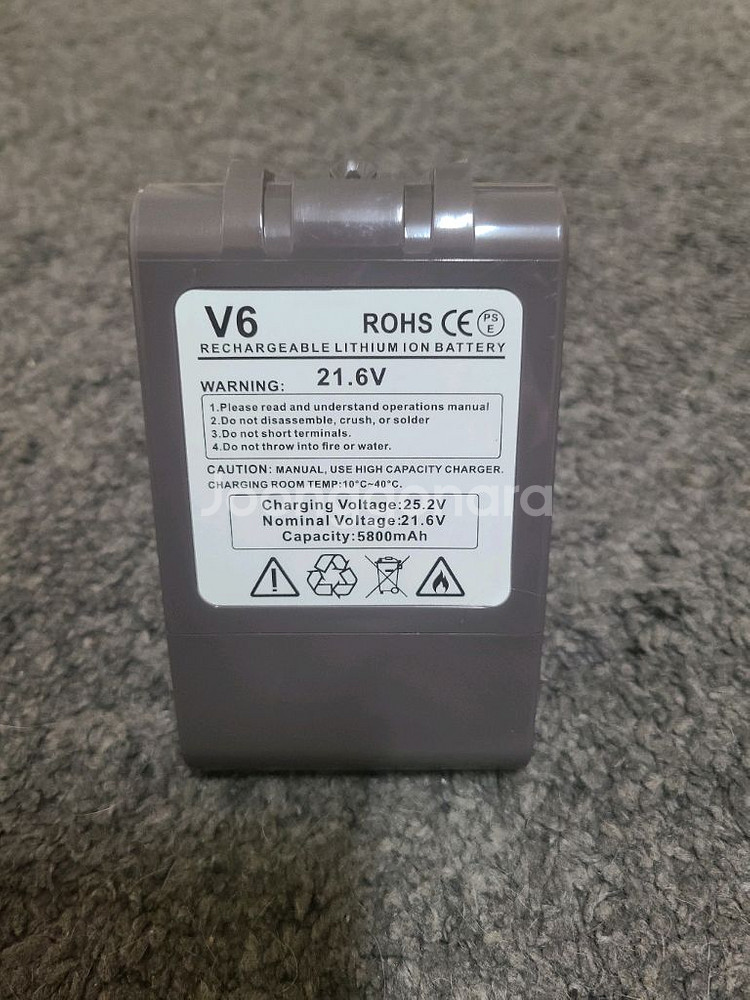 V6 ROHS CE PSE
RECHARGEABLE LITHIUM ION BATTERY
WARNING: 21.6V
1.Please read and understand operations manual
2.Do not disassemble, crush, or solder
3.Do not short terminals.
4.Do not throw into fire or water.
CAUTION: MANUAL, USE HIGH CAPACITY CHARGER.
CHARGING ROOM TEMP:10°C~40°C.
Joonggonara
Charging Voltage:25.2V
Nominal Voltage:21.6V
Capacity:5800mAh